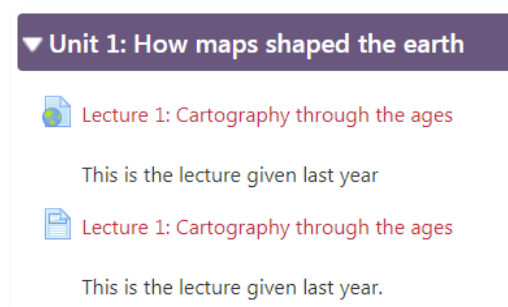 Unit 1: How maps shaped the earth
Lecture 1: Cartography through the ages
This is the lecture given last year
Lecture 1: Cartography through the ages
This is the lecture given last year.